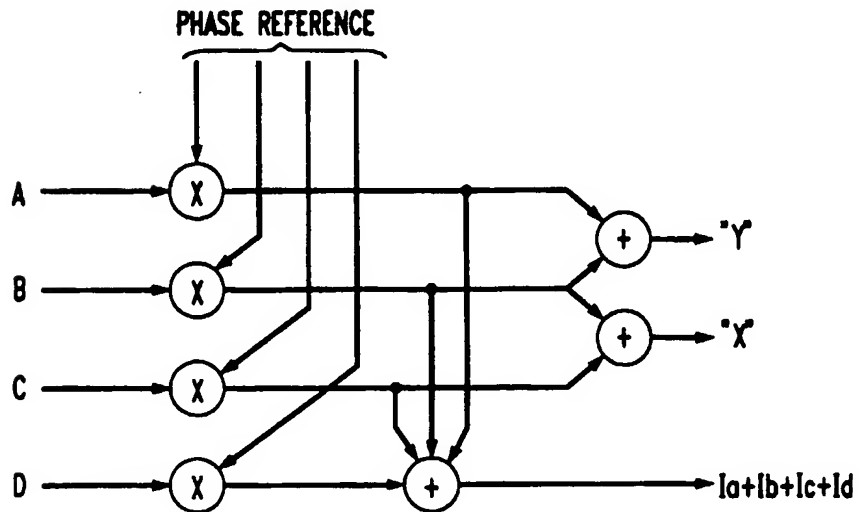 PHASE REFERENCE
A X
+ "Y"
B X
+ "X"
C X
D X + Ia+Ib+Ic+Id